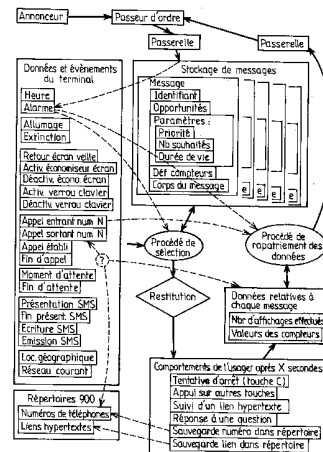 Annonceur
Passeur d'ordre
Passerelle
Passerelle
Données et évènements
du terminal
Heure
Alarme
Allumage
Extinction
Retour écran veille
Activ. économiseur écran
Déactiv. écono. écran
Activ. verrou clavier
Déactiv. verrou clavier
Appel entrant num N
Appel sortant num N
Appel établi
Fin d'appel
Moment d'attente
Fin d'attente
Présentation SMS
Fin présent. SMS
Ecriture SMS
Emission SMS
Loc. géographique
Réseau courant
Répertoires 900
Numéros de téléphones
Liens hypertextes
?
Stockage de messages
Message
Identifiant
Opportunités
Paramètres :
Priorité
Nb souhaités
Durée de vie
Déf compteurs
Corps du message
e
e
e
e
Procédé de
sélection
Procédé de
rapatriement des
données
Restitution
Données relatives à
chaque message
Nbr d'affichages effectués
Valeurs des compteurs
Comportements de l'usager après X secondes
Tentative d'arrêt (touche C)
Appui sur autres touches
Suivi d'un lien hypertexte
Réponse à une question
Sauvegarde numéro dans répertoire
Sauvegarde lien dans répertoire